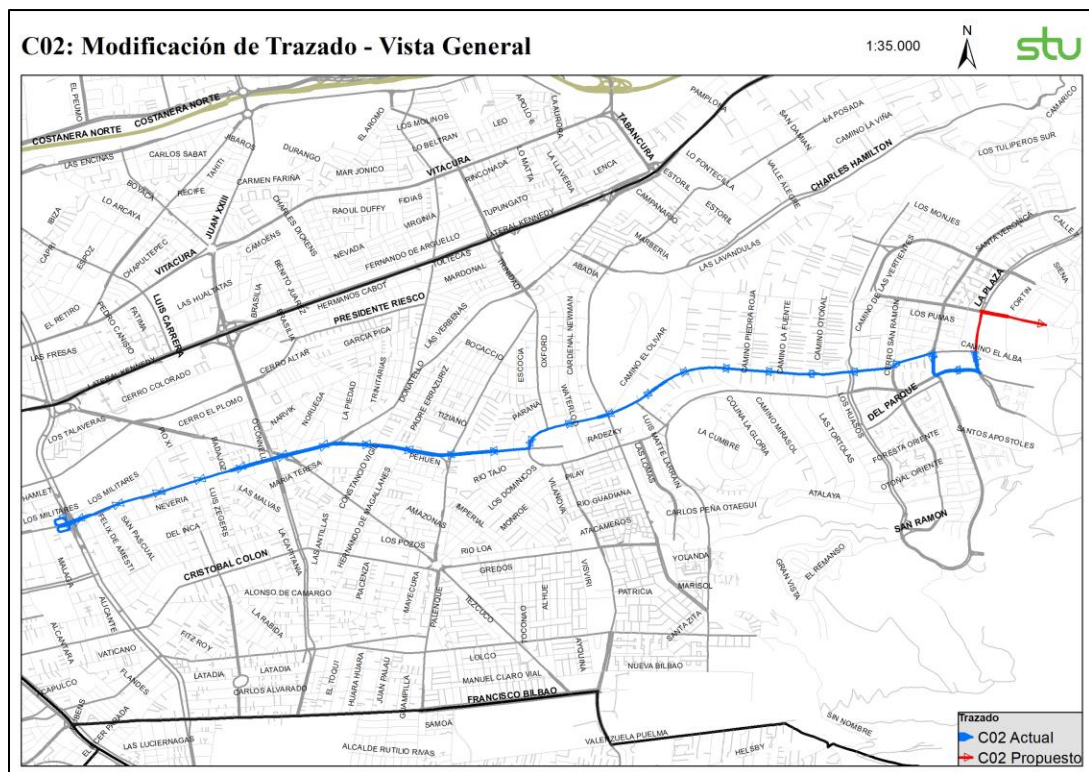 C02: Modificación de Trazado - Vista General
1:35.000
N
stu
EL PEUMO
COSTANERA NORTE
COSTANERA NORTE
LAS ENCINAS
CARLOS SABAT
JIBAROS
TAHITI
DURANGO
EL AROMO
LOS MOLINOS
LO BELTRAN
LEO
APOLO 6
LA AURORA
TABANCURA
PAMPLONA
SAN DAMIAN
LA POSADA
CAMINO LA VIÑA
CAMARICO
LOS TULIPEROS SUR
CHARLES HAMILTON
VALLE ALEGRE
LO FONTECILLA
ESTORIL
ESTORIL
CAMPANARIO
MARBERIA
LAS LAVANDULAS
ABADIA
LENCA
LA LLAVERIA
LO MATTA
RINCONADA
VITACURA
MAR JONICO
CARMEN FARIÑA
RECIFE
BOYACA
LO ARCAYA
IBIZA
CAPRI
ESPOZ
CHAPULTEPEC
VITACURA
JUAN XXIII
CAMOENS
CHARLES DICKENS
RAOUL DUFFY
FIDIAS
VIRGINIA
TUPUNGATO
LATERAL KENNEDY
FERNANDO DE ARGUELLO
NEVADA
TOLTECAS
MARDONAL
TRINIDAD
LOS MONJES
SANTA VERONICA
CALLE
SIENA
FORTIN
LA PLAZA
LOS PUMAS
CAMINO DE LAS VERTIENTES
CERRO SAN RAMON
CAMINO EL ALBA
EL RETIRO
PEDRO CANISIO
FATIMA
LUIS CARRERA
LAS HUALTATAS
BRASILIA
BENITO JUAREZ
BRASILIA
HERMANOS CABOT
PRESIDENTE RIESCO
GARCIA PICA
LAS VERBENAS
BOCACCIO
ESCOCIA
OXFORD
CARDENAL NEWMAN
WATERLOO
CAMINO EL OLIVAR
CAMINO PIEDRA ROJA
CAMINO LA FUENTE
CAMINO OTOÑAL
LAS FRESAS
LATERAL KENNEDY
CERRO COLORADO
CERRO ALTAR
CERRO EL PLOMO
LOS TALAVERAS
PIO XI
NARVIK
NORUEGA
LA PIEDAD
TRINITARIAS
DONATELLO
PADRE ERRAZURIZ
TIZIANO
PARANA
RADEZKY
LUIS MATTE LARRAIN
LAS LOMAS
LA CUMBRE
COLINA LA GLORIA
CAMINO MIRASOL
LAS TORTOLAS
LOS HUASOS
DEL PARQUE
FORESTA ORIENTE
OTOÑAL ORIENTE
SANTOS APOSTOLES
SAN RAMON
ATALAYA
CARLOS PEÑA OTAEGUI
HAMLET
LOS MILITARES
LOS MILITARES
NEVERIA
MADAJOZ
O'CONNELL
MARIA TERESA
CONSTANCIO VIGIL
PEHUEN
RIO TAJO
LOS DOMINICOS
PILAY
VILANOVA
RIO GUADIANA
ATACAMEÑOS
IMPERIAL
MONROE
AMAZONAS
HERNANDO DE MAGALLANES
LAS MALVAS
LUIS ZEGERS
DEL INCA
SAN PASCUAL
FELIX DE AMESTI
MALAGA
ALICANTE
CRISTOBAL COLON
LA CAPITANIA
LAS ANTILLAS
LOS POZOS
RIO LOA
GREDOS
YOLANDA
MARISOL
GRAN VISTA
EL REMANSO
ALONSO DE CAMARGO
PIACENZA
MAYECURA
PALENQUE
TEZCUCO
TOCONAO
ALHUE
VISVIRI
PATRICIA
SANTA ZITA
ALCANTARA
VATICANO
FITZ ROY
LA RABIDA
LATADIA
LATADIA
FLANDES
CARLOS ALVARADO
EL TOQUI
HUARA HUARA
JUAN PALAU
GUAMPILLA
LOLCO
MANUEL CLARO VIAL
AYQUINA
NUEVA BILBAO
FRANCISCO BILBAO
SAMOA
LAS LUCIERNAGAS
ALCALDE RUTILIO RIVAS
VALENZUELA PUELMA
HELSBY
SIN NOMBRE
Trazado
C02 Actual
C02 Propuesto